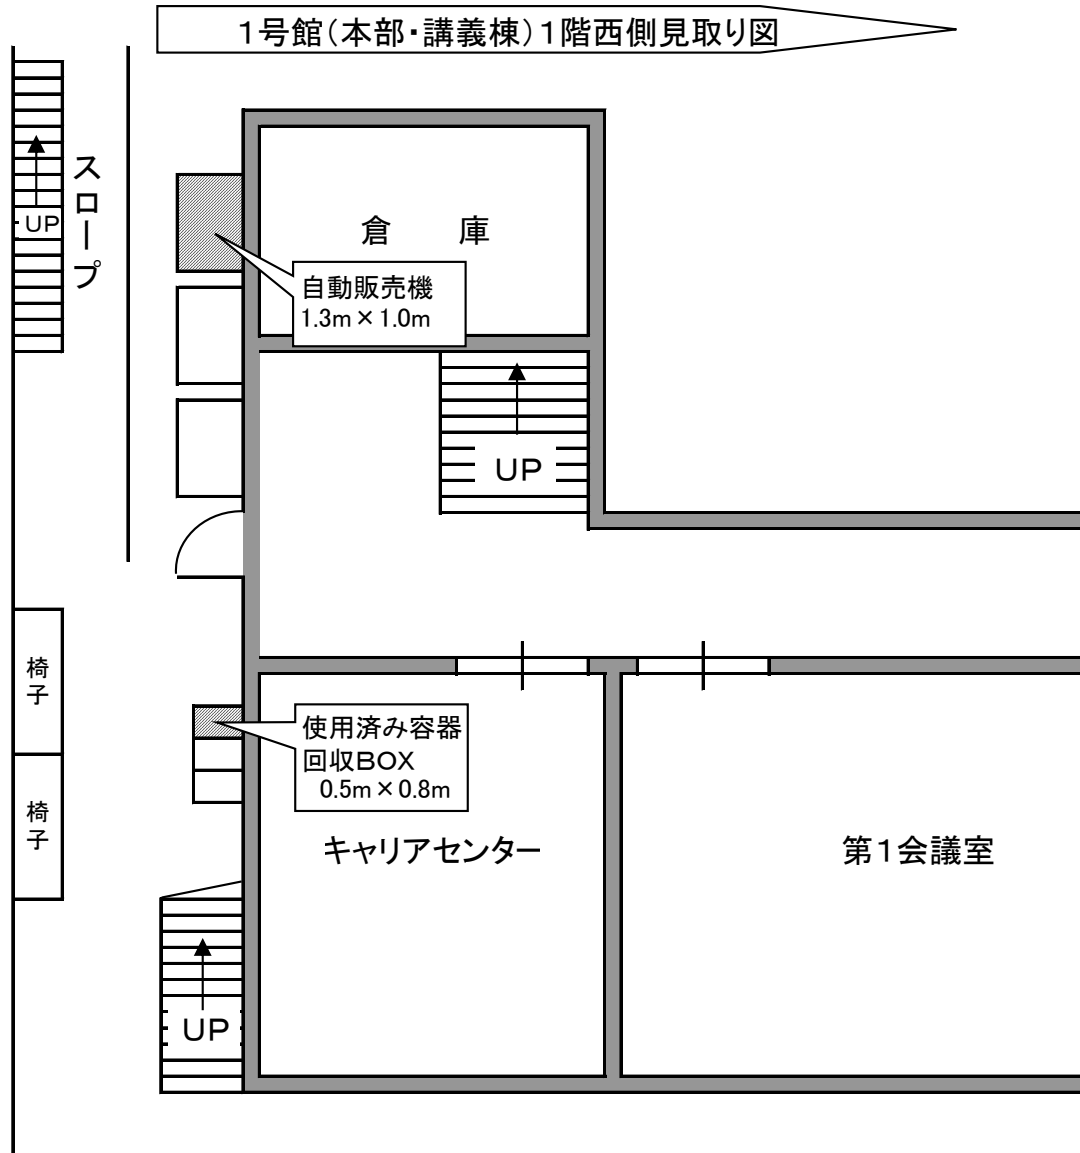 1号館(本部・講義棟)1階西側見取り図
スロープ
UP
倉　庫
自動販売機
1.3m×1.0m
UP
椅子
椅子
使用済み容器
回収BOX
0.5m×0.8m
キャリアセンター
第1会議室
UP